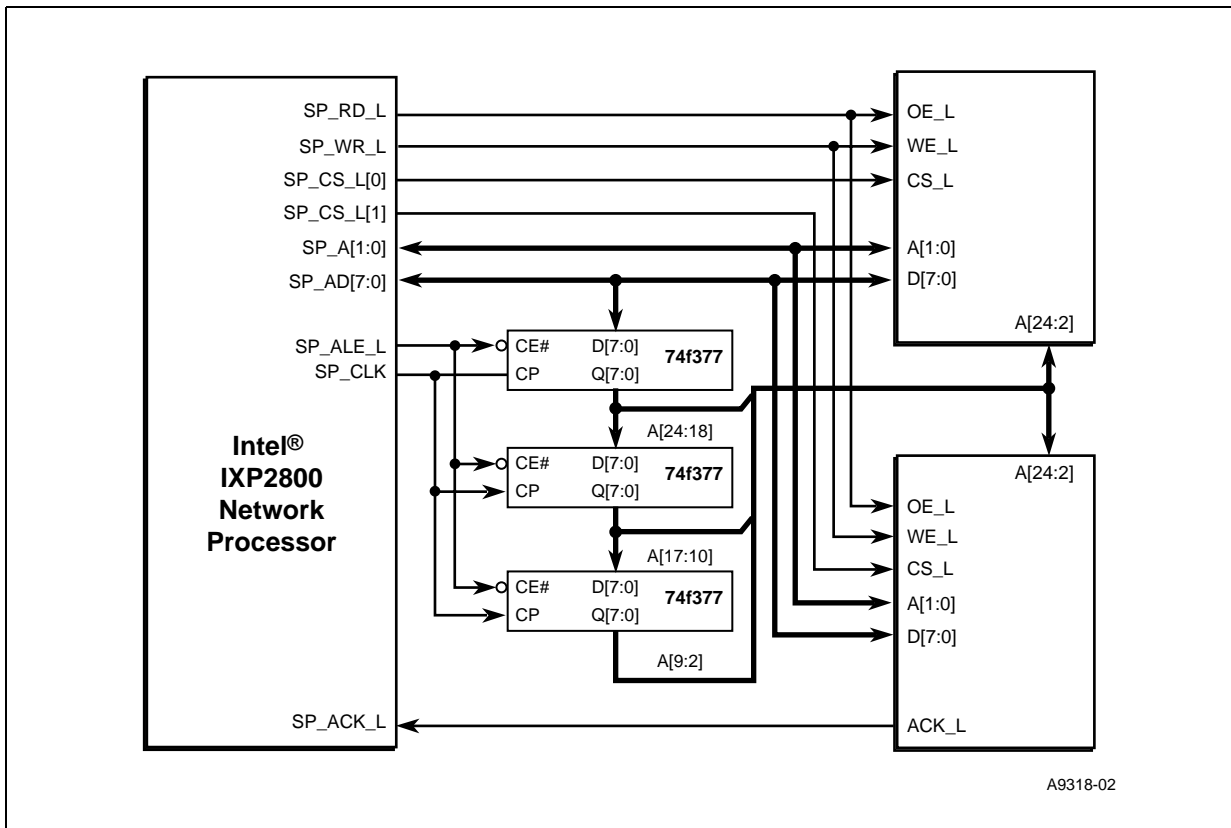 SP_RD_L
SP_WR_L
SP_CS_L[0]
SP_CS_L[1]
SP_A[1:0]
SP_AD[7:0]
SP_ALE_L
SP_CLK
Intel®
IXP2800
Network
Processor
SP_ACK_L
CE# D[7:0] 74f377
CP Q[7:0]
A[24:18]
CE# D[7:0] 74f377
CP Q[7:0]
A[17:10]
CE# D[7:0] 74f377
CP Q[7:0]
A[9:2]
OE_L
WE_L
CS_L
A[1:0]
D[7:0]
A[24:2]
A[24:2]
OE_L
WE_L
CS_L
A[1:0]
D[7:0]
ACK_L
A9318-02